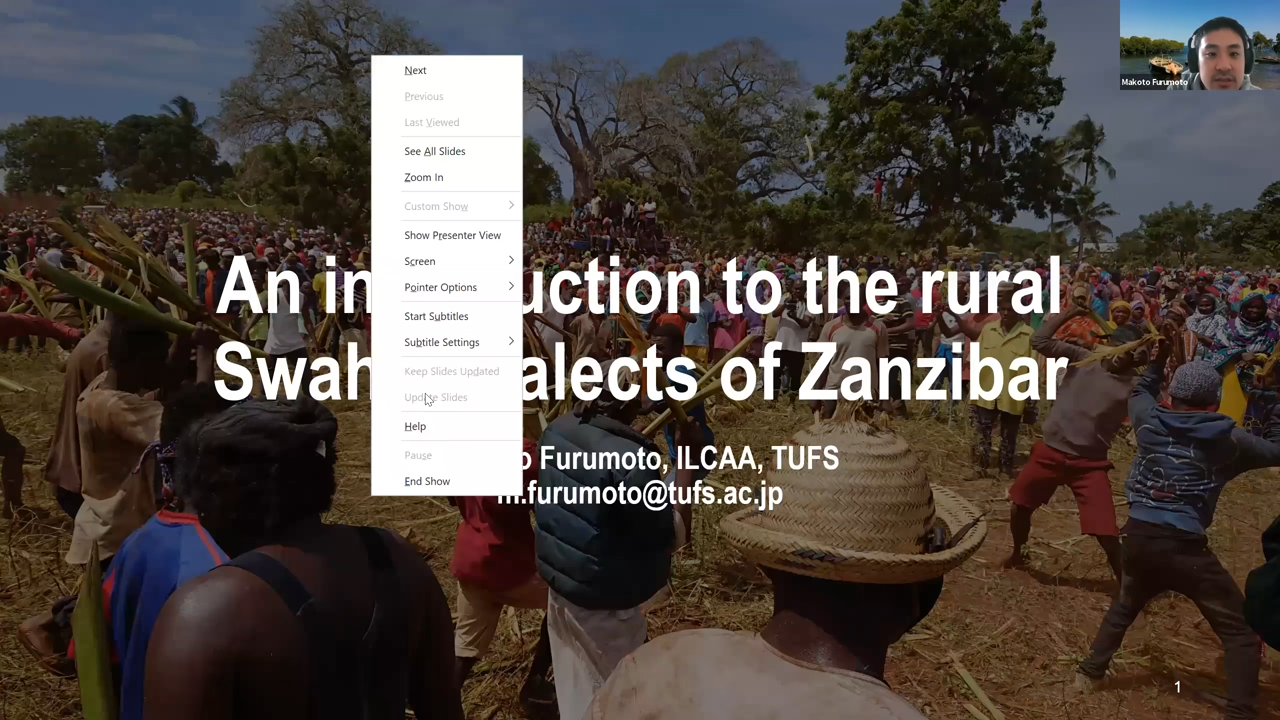 Makoto Furumoto
Next
Previous
Last Viewed
See All Slides
Zoom In
Custom Show
Show Presenter View
Screen
Pointer Options
Start Subtitles
Subtitle Settings
Keep Slides Updated
Update Slides
Help
Pause
End Show
An in uction to the rural
Swah alects of Zanzibar
o Furumoto, ILCAA, TUFS
m.furumoto@tufs.ac.jp
1